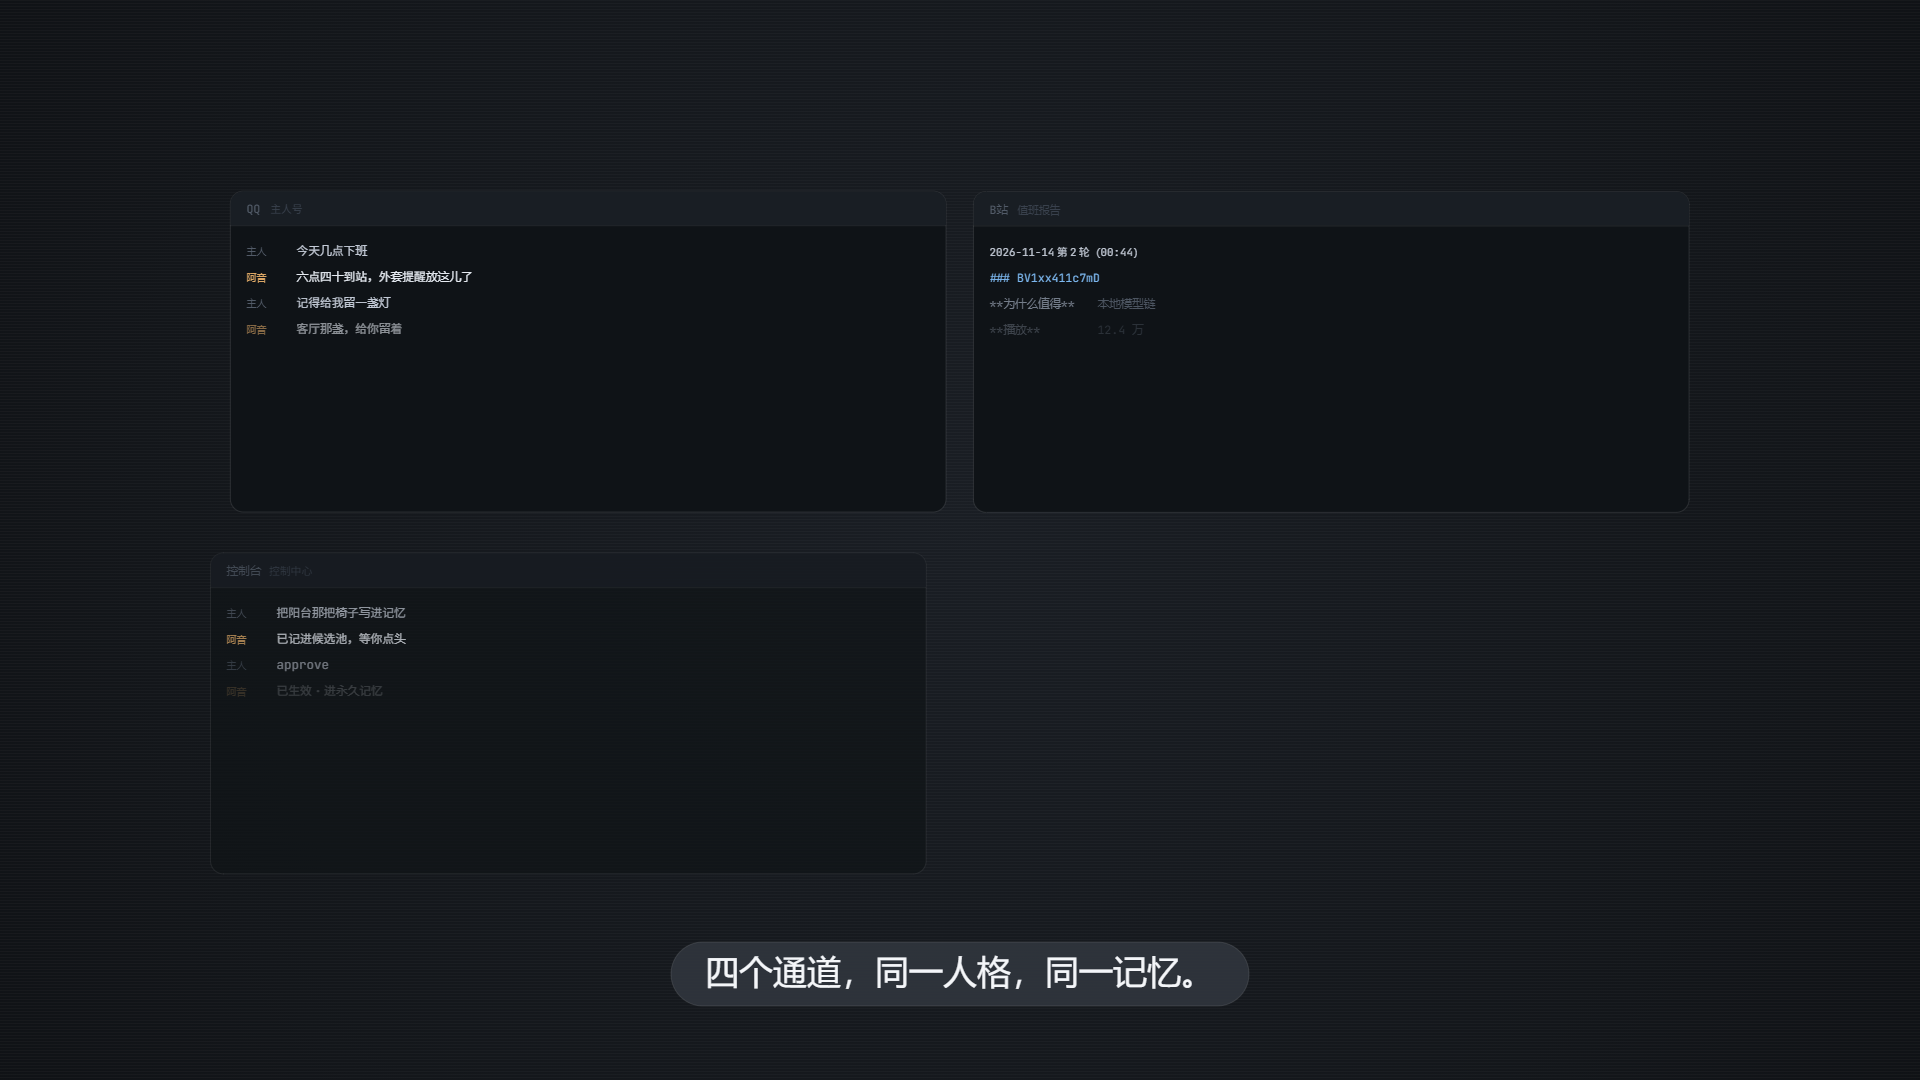 QQ 主人号
主人 今天几点下班
阿音 六点四十到站，外套提醒放这儿了
主人 记得给我留一盏灯
阿音 客厅那盏，给你留着
B站 值班报告
2026-11-14 第 2 轮 (00:44)
### BV1xx411c7mD
**为什么值得** 本地模型链
**播放** 12.4 万
控制台 控制中心
主人 把阳台那把椅子写进记忆
阿音 已记进候选池，等你点头
主人 approve
阿音 已生效 · 进永久记忆
四个通道，同一人格，同一记忆。